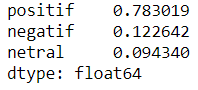 positif    0.783019
negatif    0.122642
netral     0.094340
dtype: float64